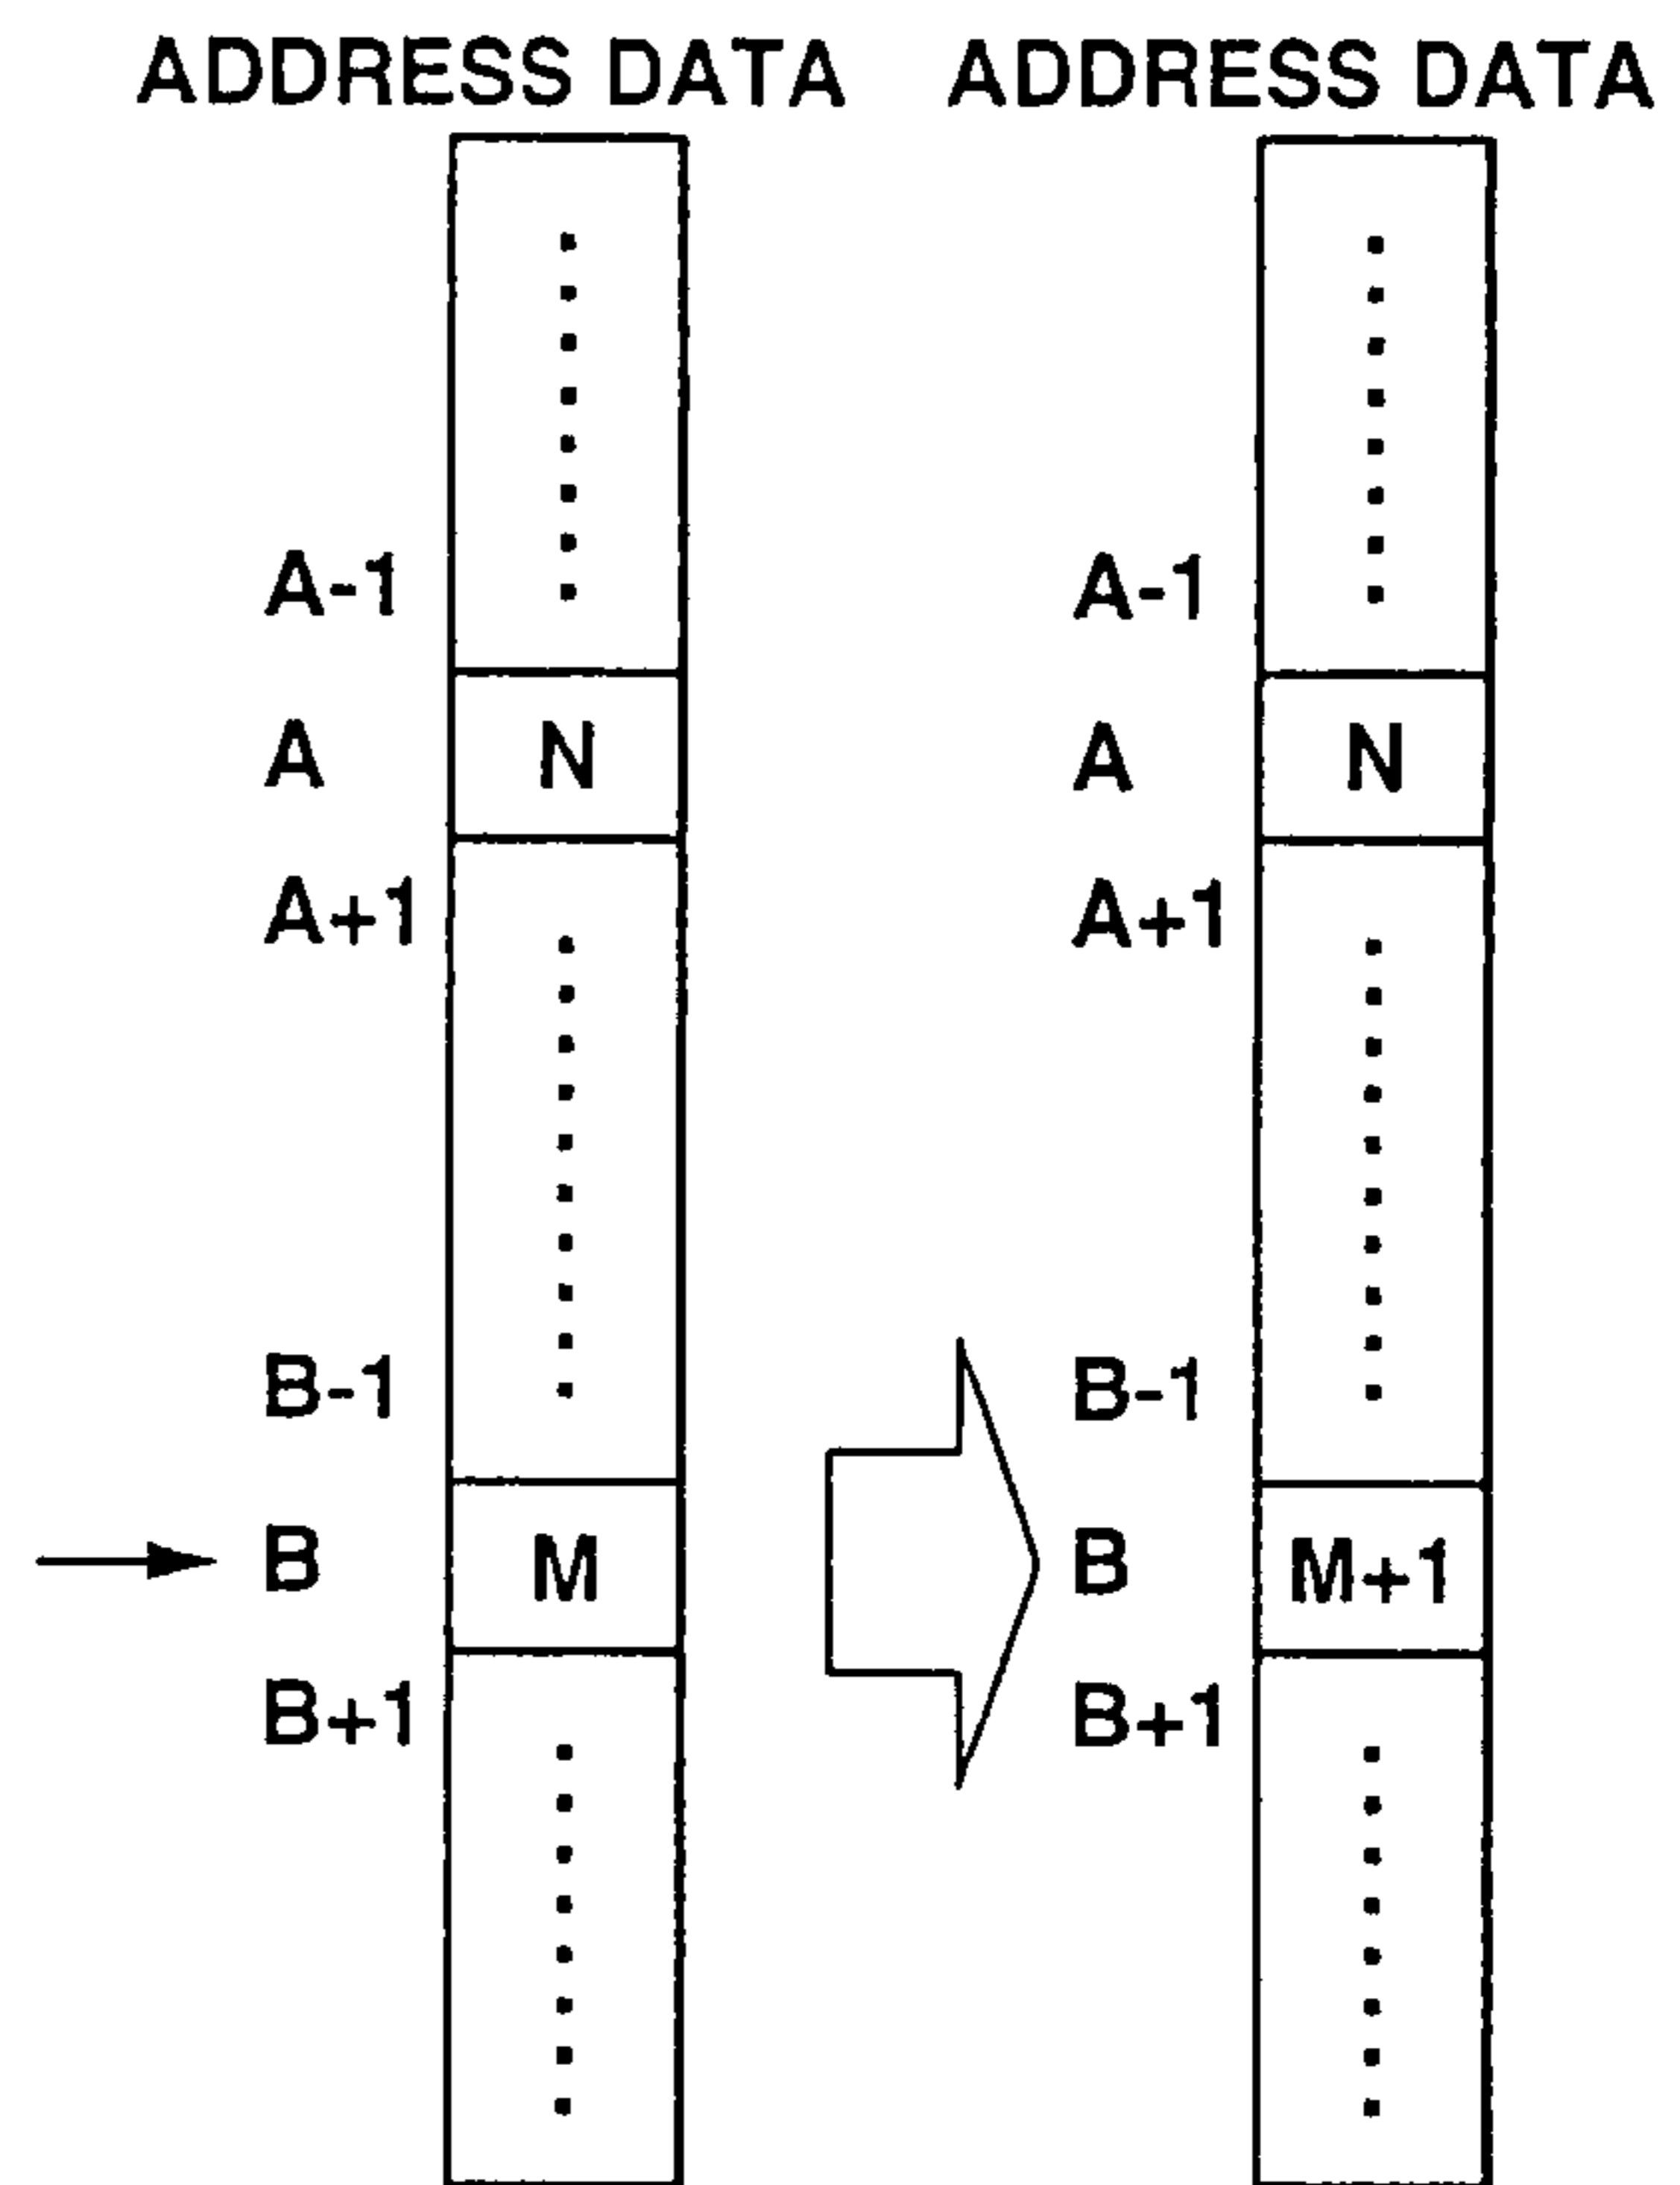 ADDRESS DATA ADDRESS DATA
A-1 A-1
A N A N
A+1 A+1
B-1 B-1
B M B M+1
B+1 B+1